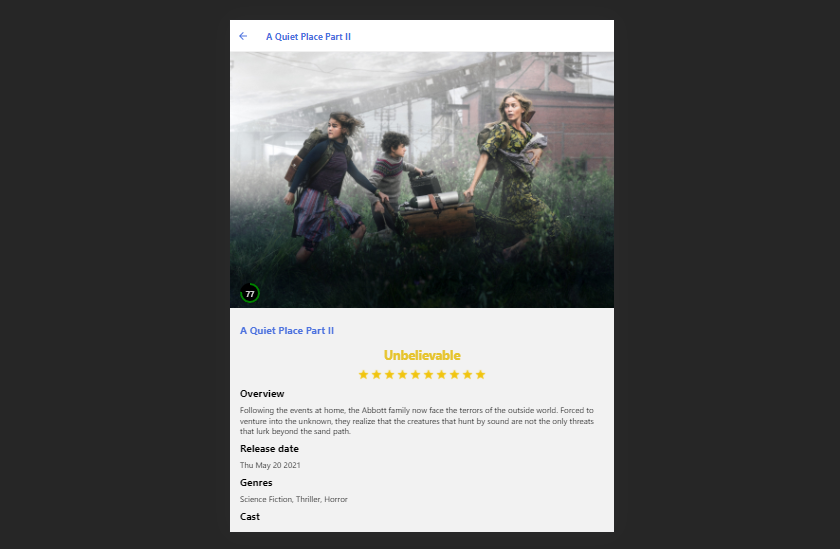 A Quiet Place Part II
77
A Quiet Place Part II
Unbelievable
Overview
Following the events at home, the Abbott family now face the terrors of the outside world. Forced to
venture into the unknown, they realize that the creatures that hunt by sound are not the only threats
that lurk beyond the sand path.
Release date
Thu May 20 2021
Genres
Science Fiction, Thriller, Horror
Cast